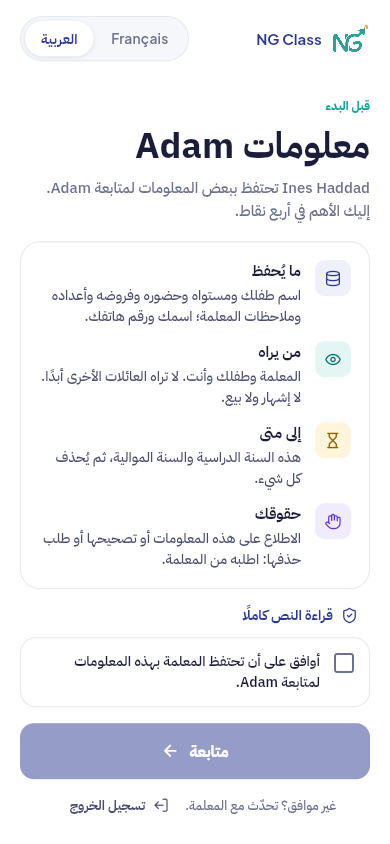 NG NG Class
Français
العربية
قبل البدء
معلومات Adam
Ines Haddad تحتفظ ببعض المعلومات لمتابعة Adam.
إليك الأهم في أربع نقاط.
ما يُحفظ
اسم طفلك ومستواه وحضوره وفروضه وأعداده
وملاحظات المعلمة؛ اسمك ورقم هاتفك.
من يراه
المعلمة وطفلك وأنت. لا تراه العائلات الأخرى أبدًا.
لا إشهار ولا بيع.
إلى متى
هذه السنة الدراسية والسنة الموالية، ثم يُحذف
كل شيء.
حقوقك
الاطلاع على هذه المعلومات أو تصحيحها أو طلب
حذفها: اطلبه من المعلمة.
قراءة النص كاملًا
أوافق على أن تحتفظ المعلمة بهذه المعلومات
لمتابعة Adam.
متابعة
غير موافق؟ تحدّث مع المعلمة.
تسجيل الخروج